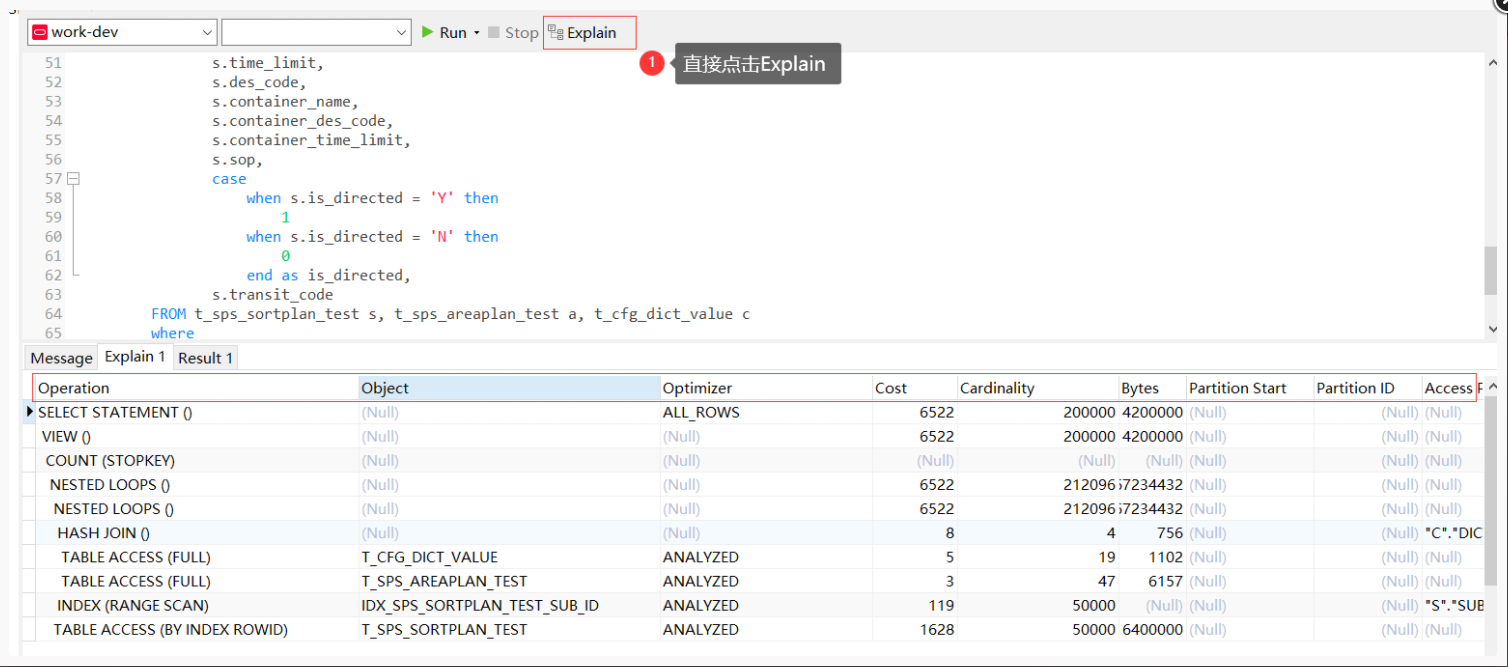 work-dev Run Stop Explain
1 直接点击Explain
51 s.time_limit,
52 s.des_code,
53 s.container_name,
54 s.container_des_code,
55 s.container_time_limit,
56 s.sop,
57 case
58 when s.is_directed = 'Y' then
59 1
60 when s.is_directed = 'N' then
61 0
62 end as is_directed,
63 s.transit_code
64 FROM t_sps_sortplan_test s, t_sps_areaplan_test a, t_cfg_dict_value c
65 where
Message Explain 1 Result 1
Operation Object Optimizer Cost Cardinality Bytes Partition Start Partition ID Access
SELECT STATEMENT () (Null) ALL_ROWS 6522 200000 4200000 (Null) (Null) (Null)
VIEW () (Null) (Null) 6522 200000 4200000 (Null) (Null) (Null)
COUNT (STOPKEY) (Null) (Null) (Null) (Null) (Null) (Null) (Null) (Null)
NESTED LOOPS () (Null) (Null) 6522 212096 7234432 (Null) (Null) (Null)
NESTED LOOPS () (Null) (Null) 6522 212096 7234432 (Null) (Null) (Null)
HASH JOIN () (Null) (Null) 8 4 756 (Null) (Null) "C"."DIC
TABLE ACCESS (FULL) T_CFG_DICT_VALUE ANALYZED 5 19 1102 (Null) (Null) (Null)
TABLE ACCESS (FULL) T_SPS_AREAPLAN_TEST ANALYZED 3 47 6157 (Null) (Null) (Null)
INDEX (RANGE SCAN) IDX_SPS_SORTPLAN_TEST_SUB_ID ANALYZED 119 50000 (Null) (Null) (Null) "S"."SUB
TABLE ACCESS (BY INDEX ROWID) T_SPS_SORTPLAN_TEST ANALYZED 1628 50000 6400000 (Null) (Null) (Null)